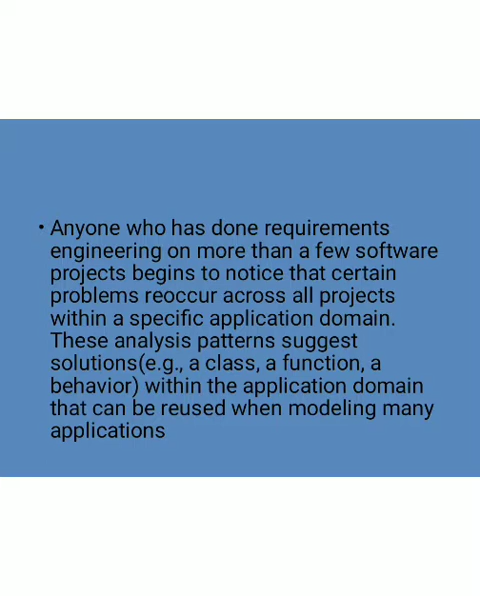 • Anyone who has done requirements
engineering on more than a few software
projects begins to notice that certain
problems reoccur across all projects
within a specific application domain.
These analysis patterns suggest
solutions(e.g., a class, a function, a
behavior) within the application domain
that can be reused when modeling many
applications